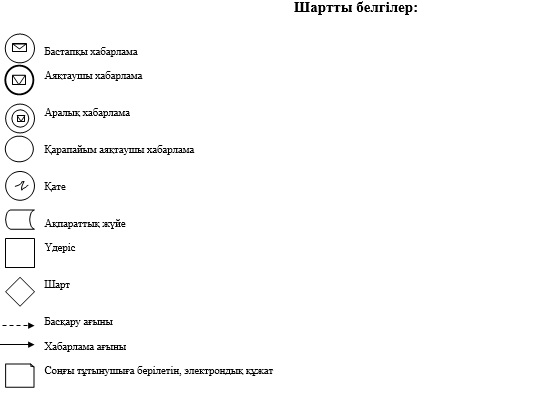 Шартты белгілер:
Бастапқы хабарлама
Аяқтаушы хабарлама
Аралық хабарлама
Қарапайым аяқтаушы хабарлама
Қате
Ақпараттық жүйе
Үдеріс
Шарт
Басқару ағыны
Хабарлама ағыны
Соңғы тұтынушыға берілетін, электрондық құжат